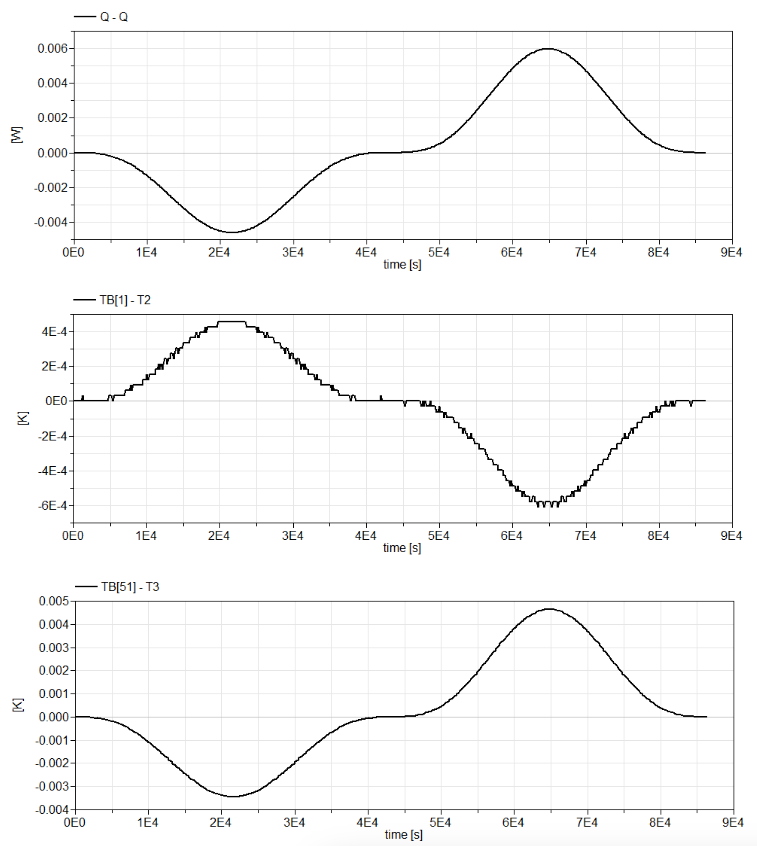 Q - Q
0.006
0.004
0.002
0.000
-0.002
-0.004
[W]
0E0 1E4 2E4 3E4 4E4 5E4 6E4 7E4 8E4 9E4
time [s]
TB[1] - T2
4E-4
2E-4
0E0
-2E-4
-4E-4
-6E-4
[K]
0E0 1E4 2E4 3E4 4E4 5E4 6E4 7E4 8E4 9E4
time [s]
TB[51] - T3
0.005
0.004
0.003
0.002
0.001
0.000
-0.001
-0.002
-0.003
-0.004
[K]
0E0 1E4 2E4 3E4 4E4 5E4 6E4 7E4 8E4 9E4
time [s]